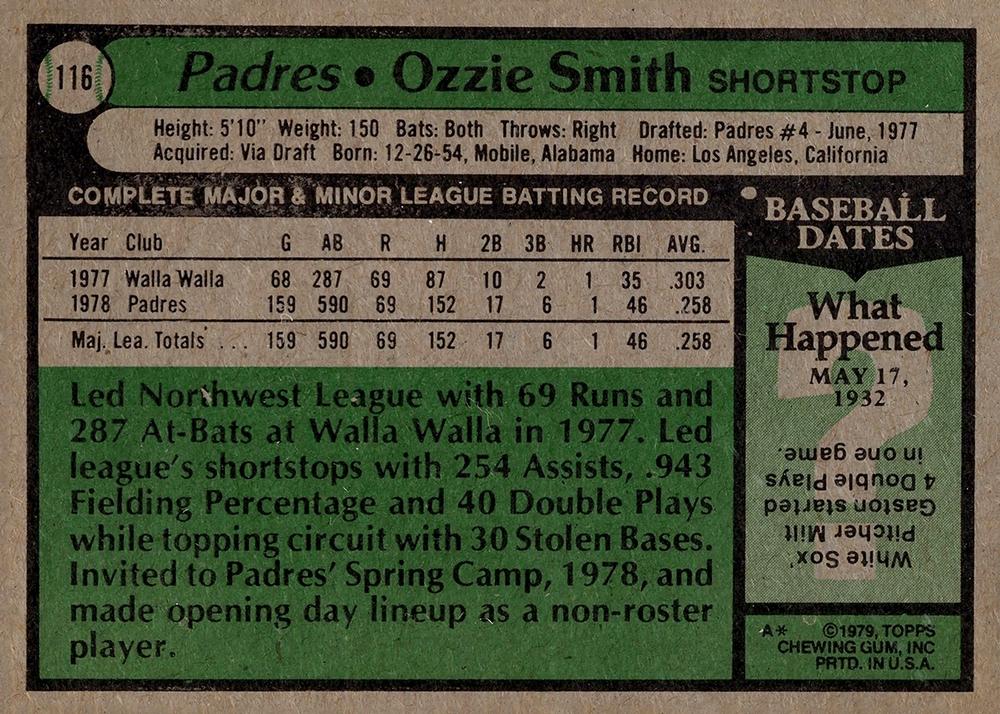 116
Padres • Ozzie Smith SHORTSTOP
Height: 5'10" Weight: 150 Bats: Both Throws: Right Drafted: Padres #4 - June, 1977
Acquired: Via Draft Born: 12-26-54, Mobile, Alabama Home: Los Angeles, California
COMPLETE MAJOR & MINOR LEAGUE BATTING RECORD
Year Club G AB R H 2B 3B HR RBI AVG.
1977 Walla Walla 68 287 69 87 10 2 1 35 .303
1978 Padres 159 590 69 152 17 6 1 46 .258
Maj. Lea. Totals ... 159 590 69 152 17 6 1 46 .258
Led Northwest League with 69 Runs and
287 At-Bats at Walla Walla in 1977. Led
league's shortstops with 254 Assists, .943
Fielding Percentage and 40 Double Plays
while topping circuit with 30 Stolen Bases.
Invited to Padres' Spring Camp, 1978, and
made opening day lineup as a non-roster
player.
BASEBALL
DATES
What
Happened
MAY 17,
1932
?
White Sox'
Pitcher Milt
Gaston started
4 Double Plays
in one game.
A* ©1979, TOPPS
CHEWING GUM, INC
PRTD. IN U.S.A.